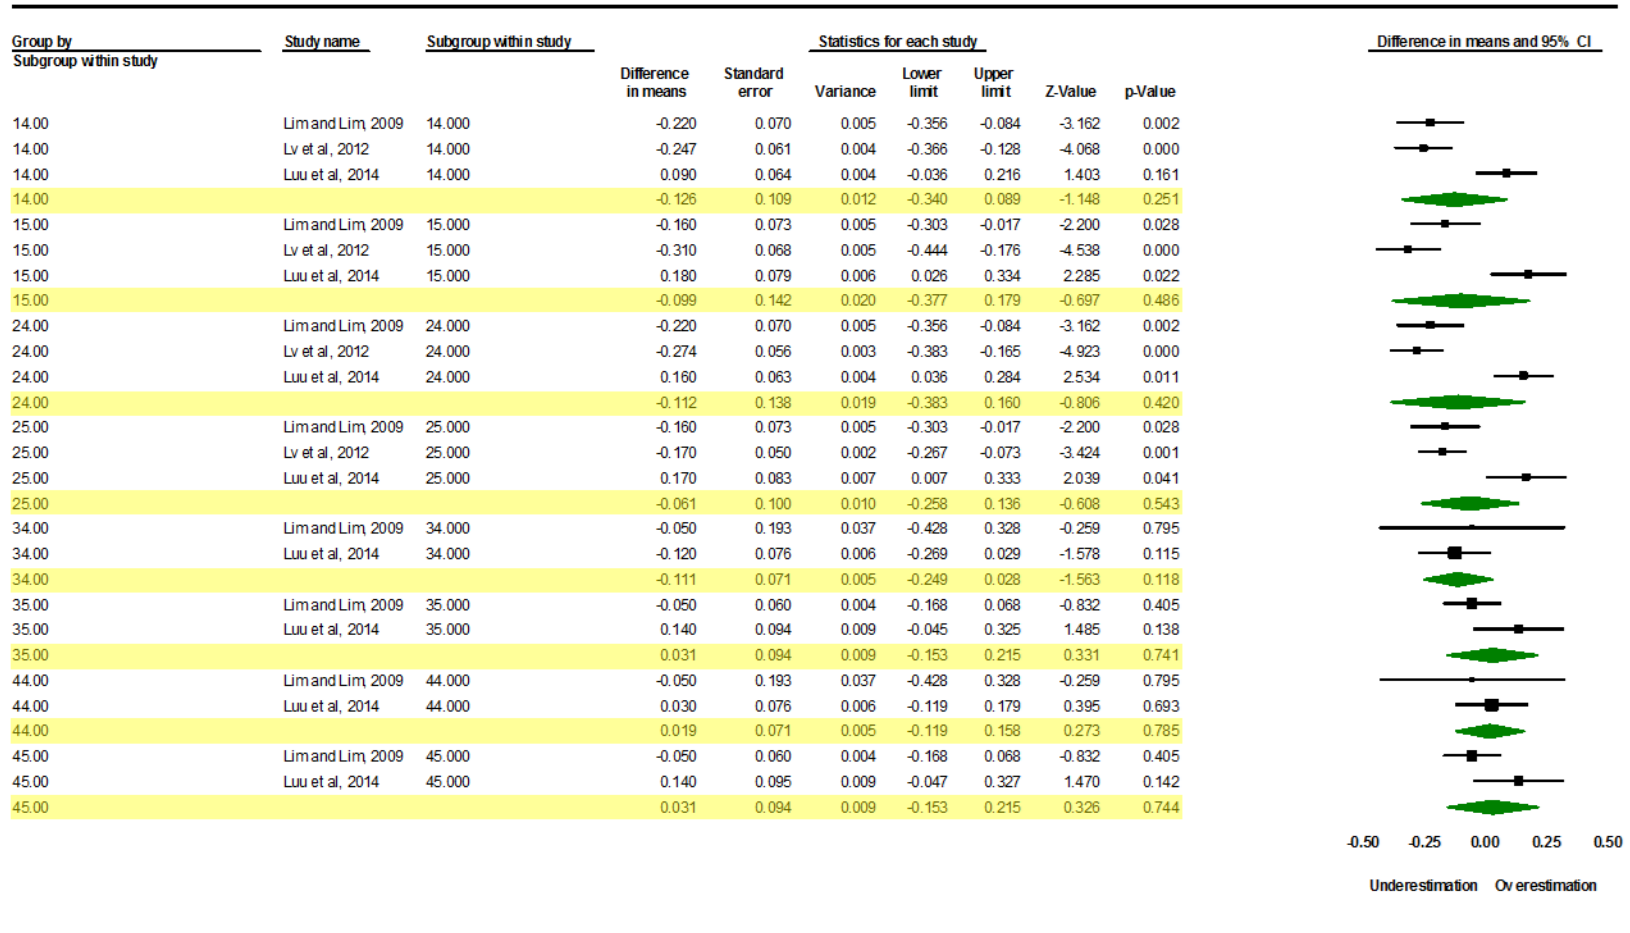 Group by Study name Subgroup within study Statistics for each study Difference in means and 95% CI
Subgroup within study
Difference Standard Lower Upper
in means error Variance limit limit Z-Value p-Value
14.00 Lim and Lim, 2009 14.000 -0.220 0.070 0.005 -0.356 -0.084 -3.162 0.002
14.00 Lv et al, 2012 14.000 -0.247 0.061 0.004 -0.366 -0.128 -4.068 0.000
14.00 Luu et al, 2014 14.000 0.090 0.064 0.004 -0.036 0.216 1.403 0.161
14.00 -0.126 0.109 0.012 -0.340 0.089 -1.148 0.251
15.00 Lim and Lim, 2009 15.000 -0.160 0.073 0.005 -0.303 -0.017 -2.200 0.028
15.00 Lv et al, 2012 15.000 -0.310 0.068 0.005 -0.444 -0.176 -4.538 0.000
15.00 Luu et al, 2014 15.000 0.180 0.079 0.006 0.026 0.334 2.285 0.022
15.00 -0.099 0.142 0.020 -0.377 0.179 -0.697 0.486
24.00 Lim and Lim, 2009 24.000 -0.220 0.070 0.005 -0.356 -0.084 -3.162 0.002
24.00 Lv et al, 2012 24.000 -0.274 0.056 0.003 -0.383 -0.165 -4.923 0.000
24.00 Luu et al, 2014 24.000 0.160 0.063 0.004 0.036 0.284 2.534 0.011
24.00 -0.112 0.138 0.019 -0.383 0.160 -0.806 0.420
25.00 Lim and Lim, 2009 25.000 -0.160 0.073 0.005 -0.303 -0.017 -2.200 0.028
25.00 Lv et al, 2012 25.000 -0.170 0.050 0.002 -0.267 -0.073 -3.424 0.001
25.00 Luu et al, 2014 25.000 0.170 0.083 0.007 0.007 0.333 2.039 0.041
25.00 -0.061 0.100 0.010 -0.258 0.136 -0.608 0.543
34.00 Lim and Lim, 2009 34.000 -0.050 0.193 0.037 -0.428 0.328 -0.259 0.795
34.00 Luu et al, 2014 34.000 -0.120 0.076 0.006 -0.269 0.029 -1.578 0.115
34.00 -0.111 0.071 0.005 -0.249 0.028 -1.563 0.118
35.00 Lim and Lim, 2009 35.000 -0.050 0.060 0.004 -0.168 0.068 -0.832 0.405
35.00 Luu et al, 2014 35.000 0.140 0.094 0.009 -0.045 0.325 1.485 0.138
35.00 0.031 0.094 0.009 -0.153 0.215 0.331 0.741
44.00 Lim and Lim, 2009 44.000 -0.050 0.193 0.037 -0.428 0.328 -0.259 0.795
44.00 Luu et al, 2014 44.000 0.030 0.076 0.006 -0.119 0.179 0.395 0.693
44.00 0.019 0.071 0.005 -0.119 0.158 0.273 0.785
45.00 Lim and Lim, 2009 45.000 -0.050 0.060 0.004 -0.168 0.068 -0.832 0.405
45.00 Luu et al, 2014 45.000 0.140 0.095 0.009 -0.047 0.327 1.470 0.142
45.00 0.031 0.094 0.009 -0.153 0.215 0.326 0.744
-0.50 -0.25 0.00 0.25 0.50
Underestimation Overestimation